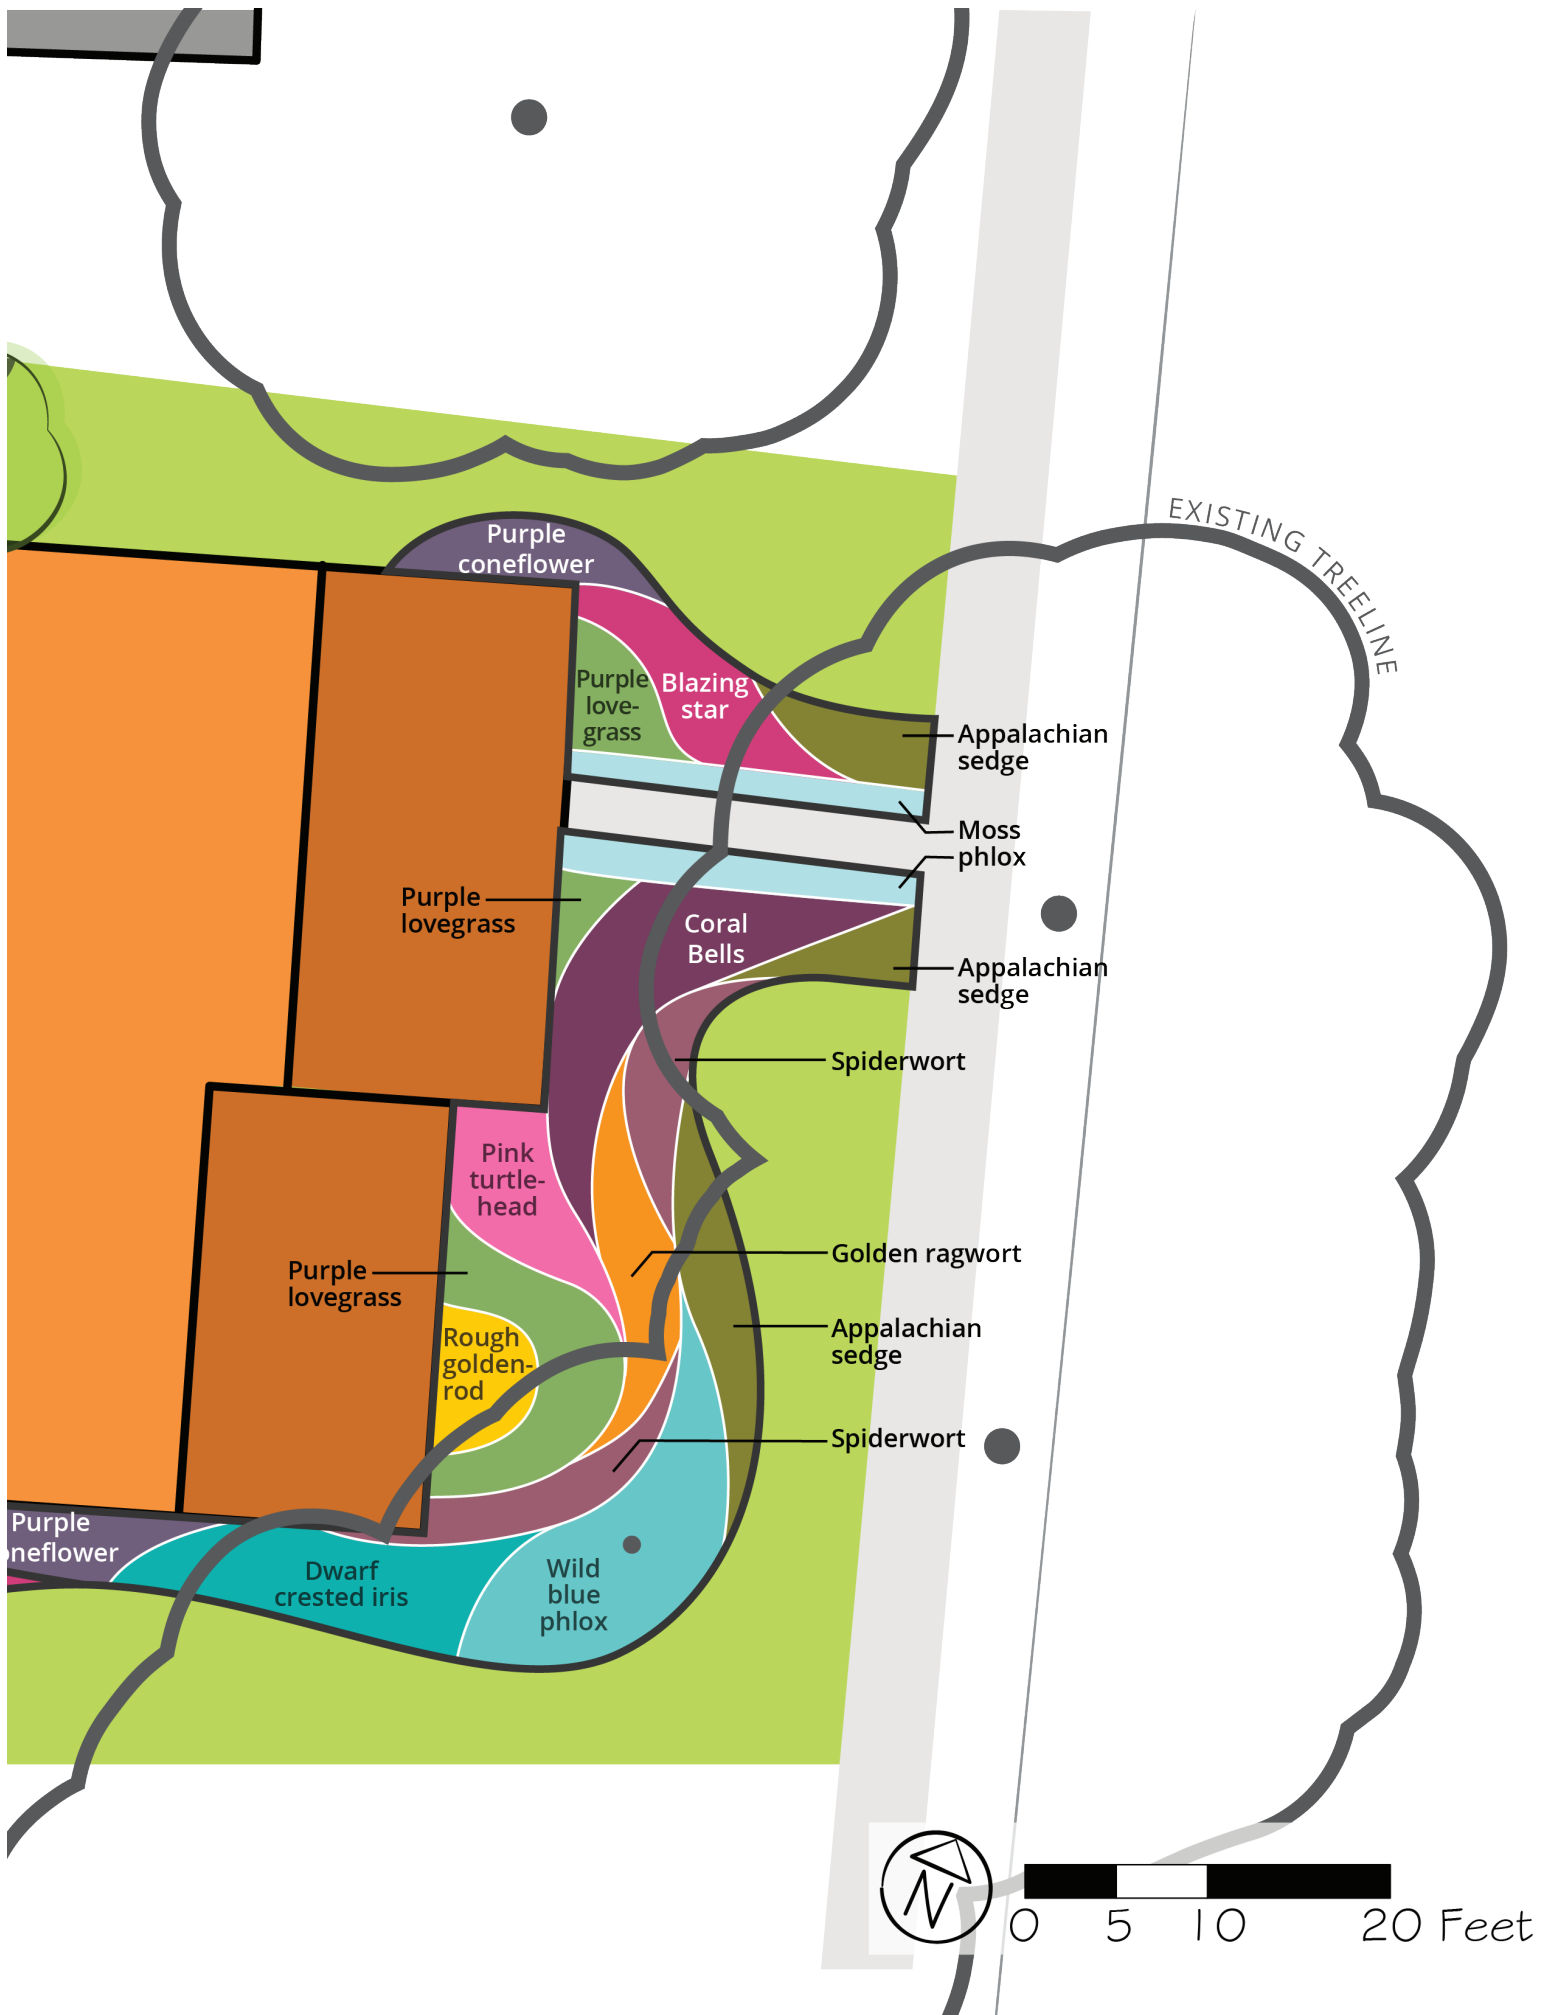 EXISTING TREELINE
Purple
coneflower
Purple
love-
grass
Blazing
star
Appalachian
sedge
Moss
phlox
Purple
lovegrass
Coral
Bells
Appalachian
sedge
Spiderwort
Pink
turtle-
head
Golden ragwort
Purple
lovegrass
Appalachian
sedge
Rough
golden-
rod
Spiderwort
Purple
oneflower
Dwarf
crested iris
Wild
blue
phlox
N
0 5 10 20 Feet